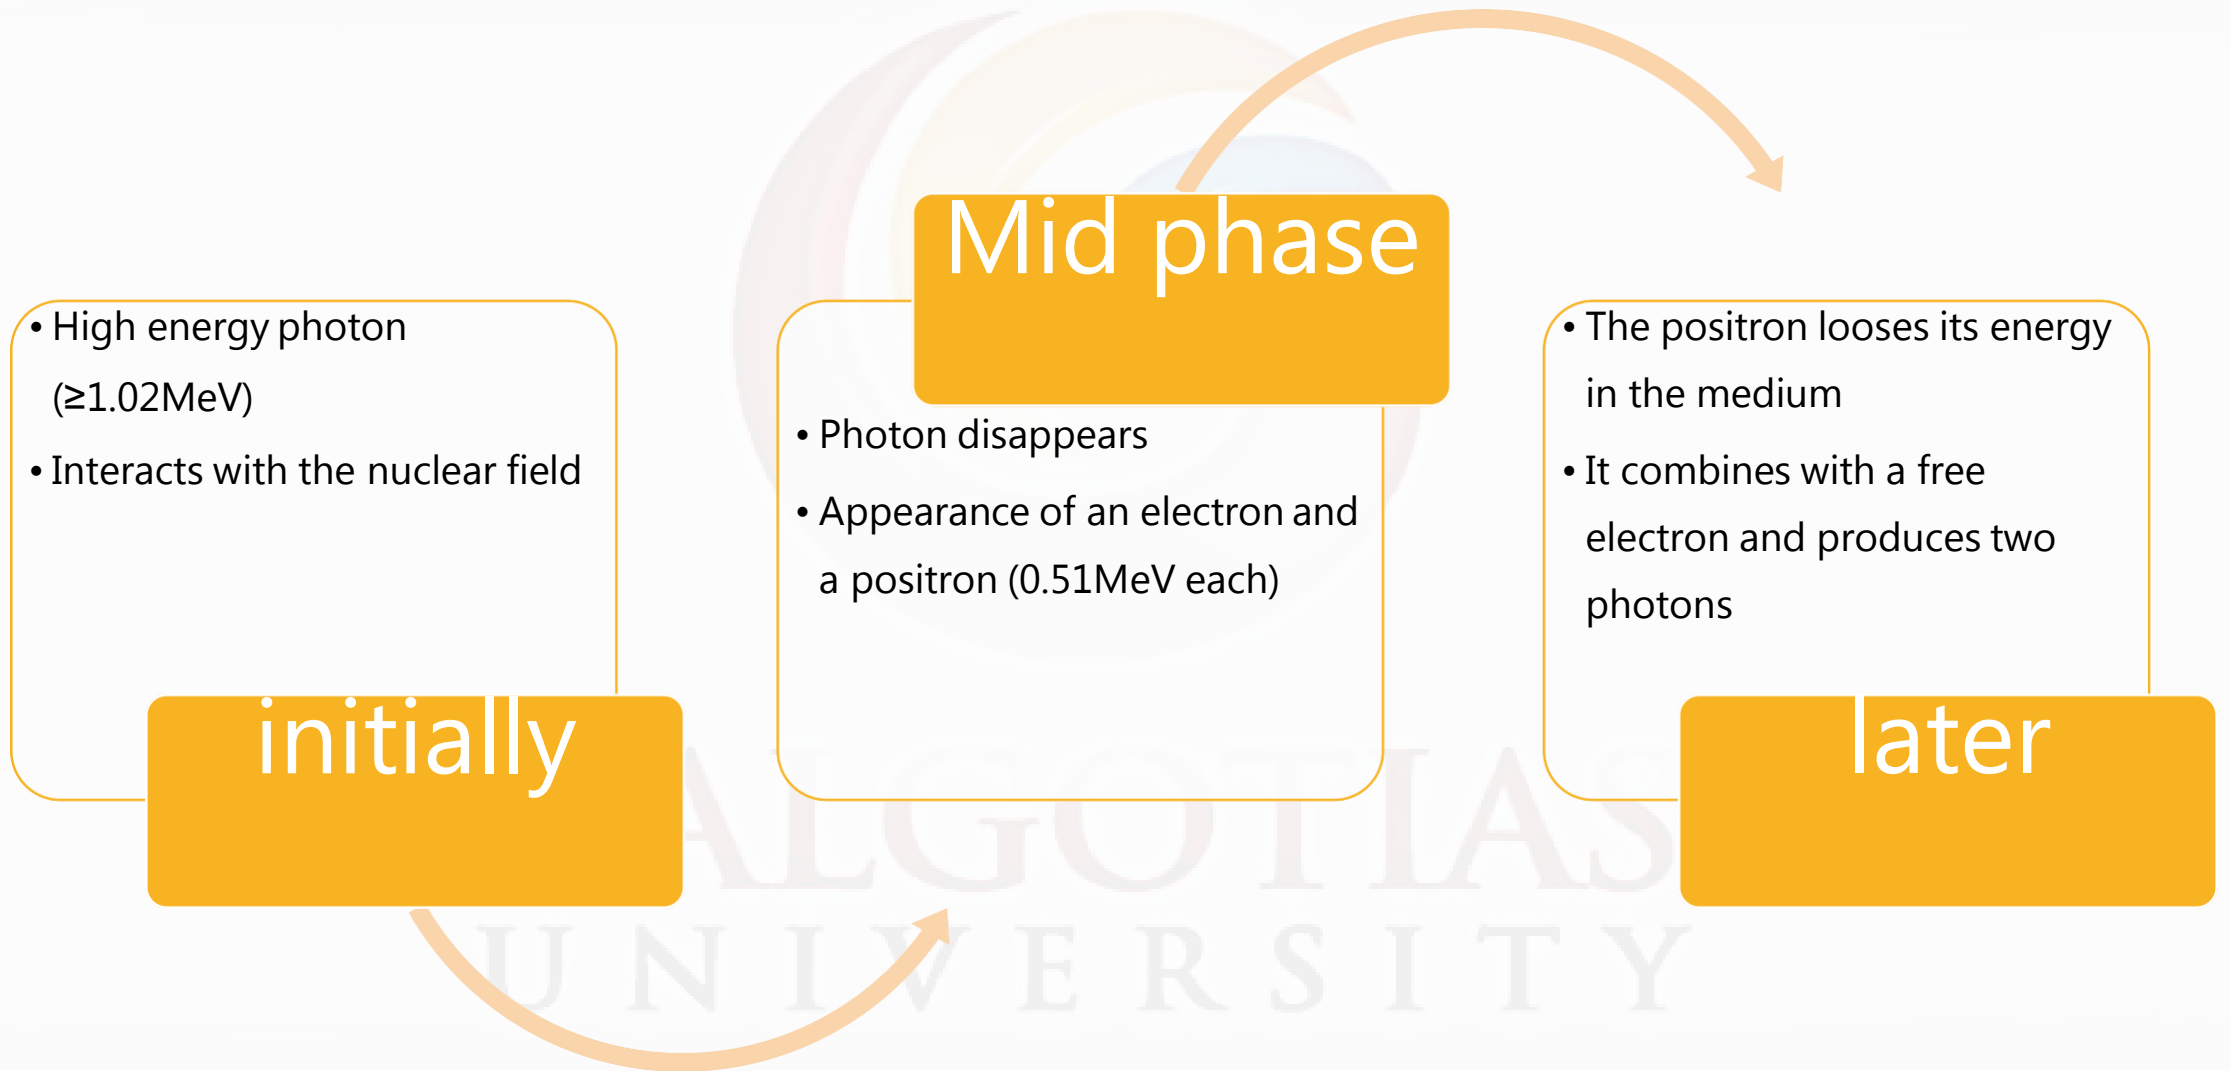 • High energy photon
(≥1.02MeV)
• Interacts with the nuclear field
initially
Mid phase
• Photon disappears
• Appearance of an electron and
a positron (0.51MeV each)
• The positron looses its energy
in the medium
• It combines with a free
electron and produces two
photons
later
ALGOTIAS
UNIVERSITY